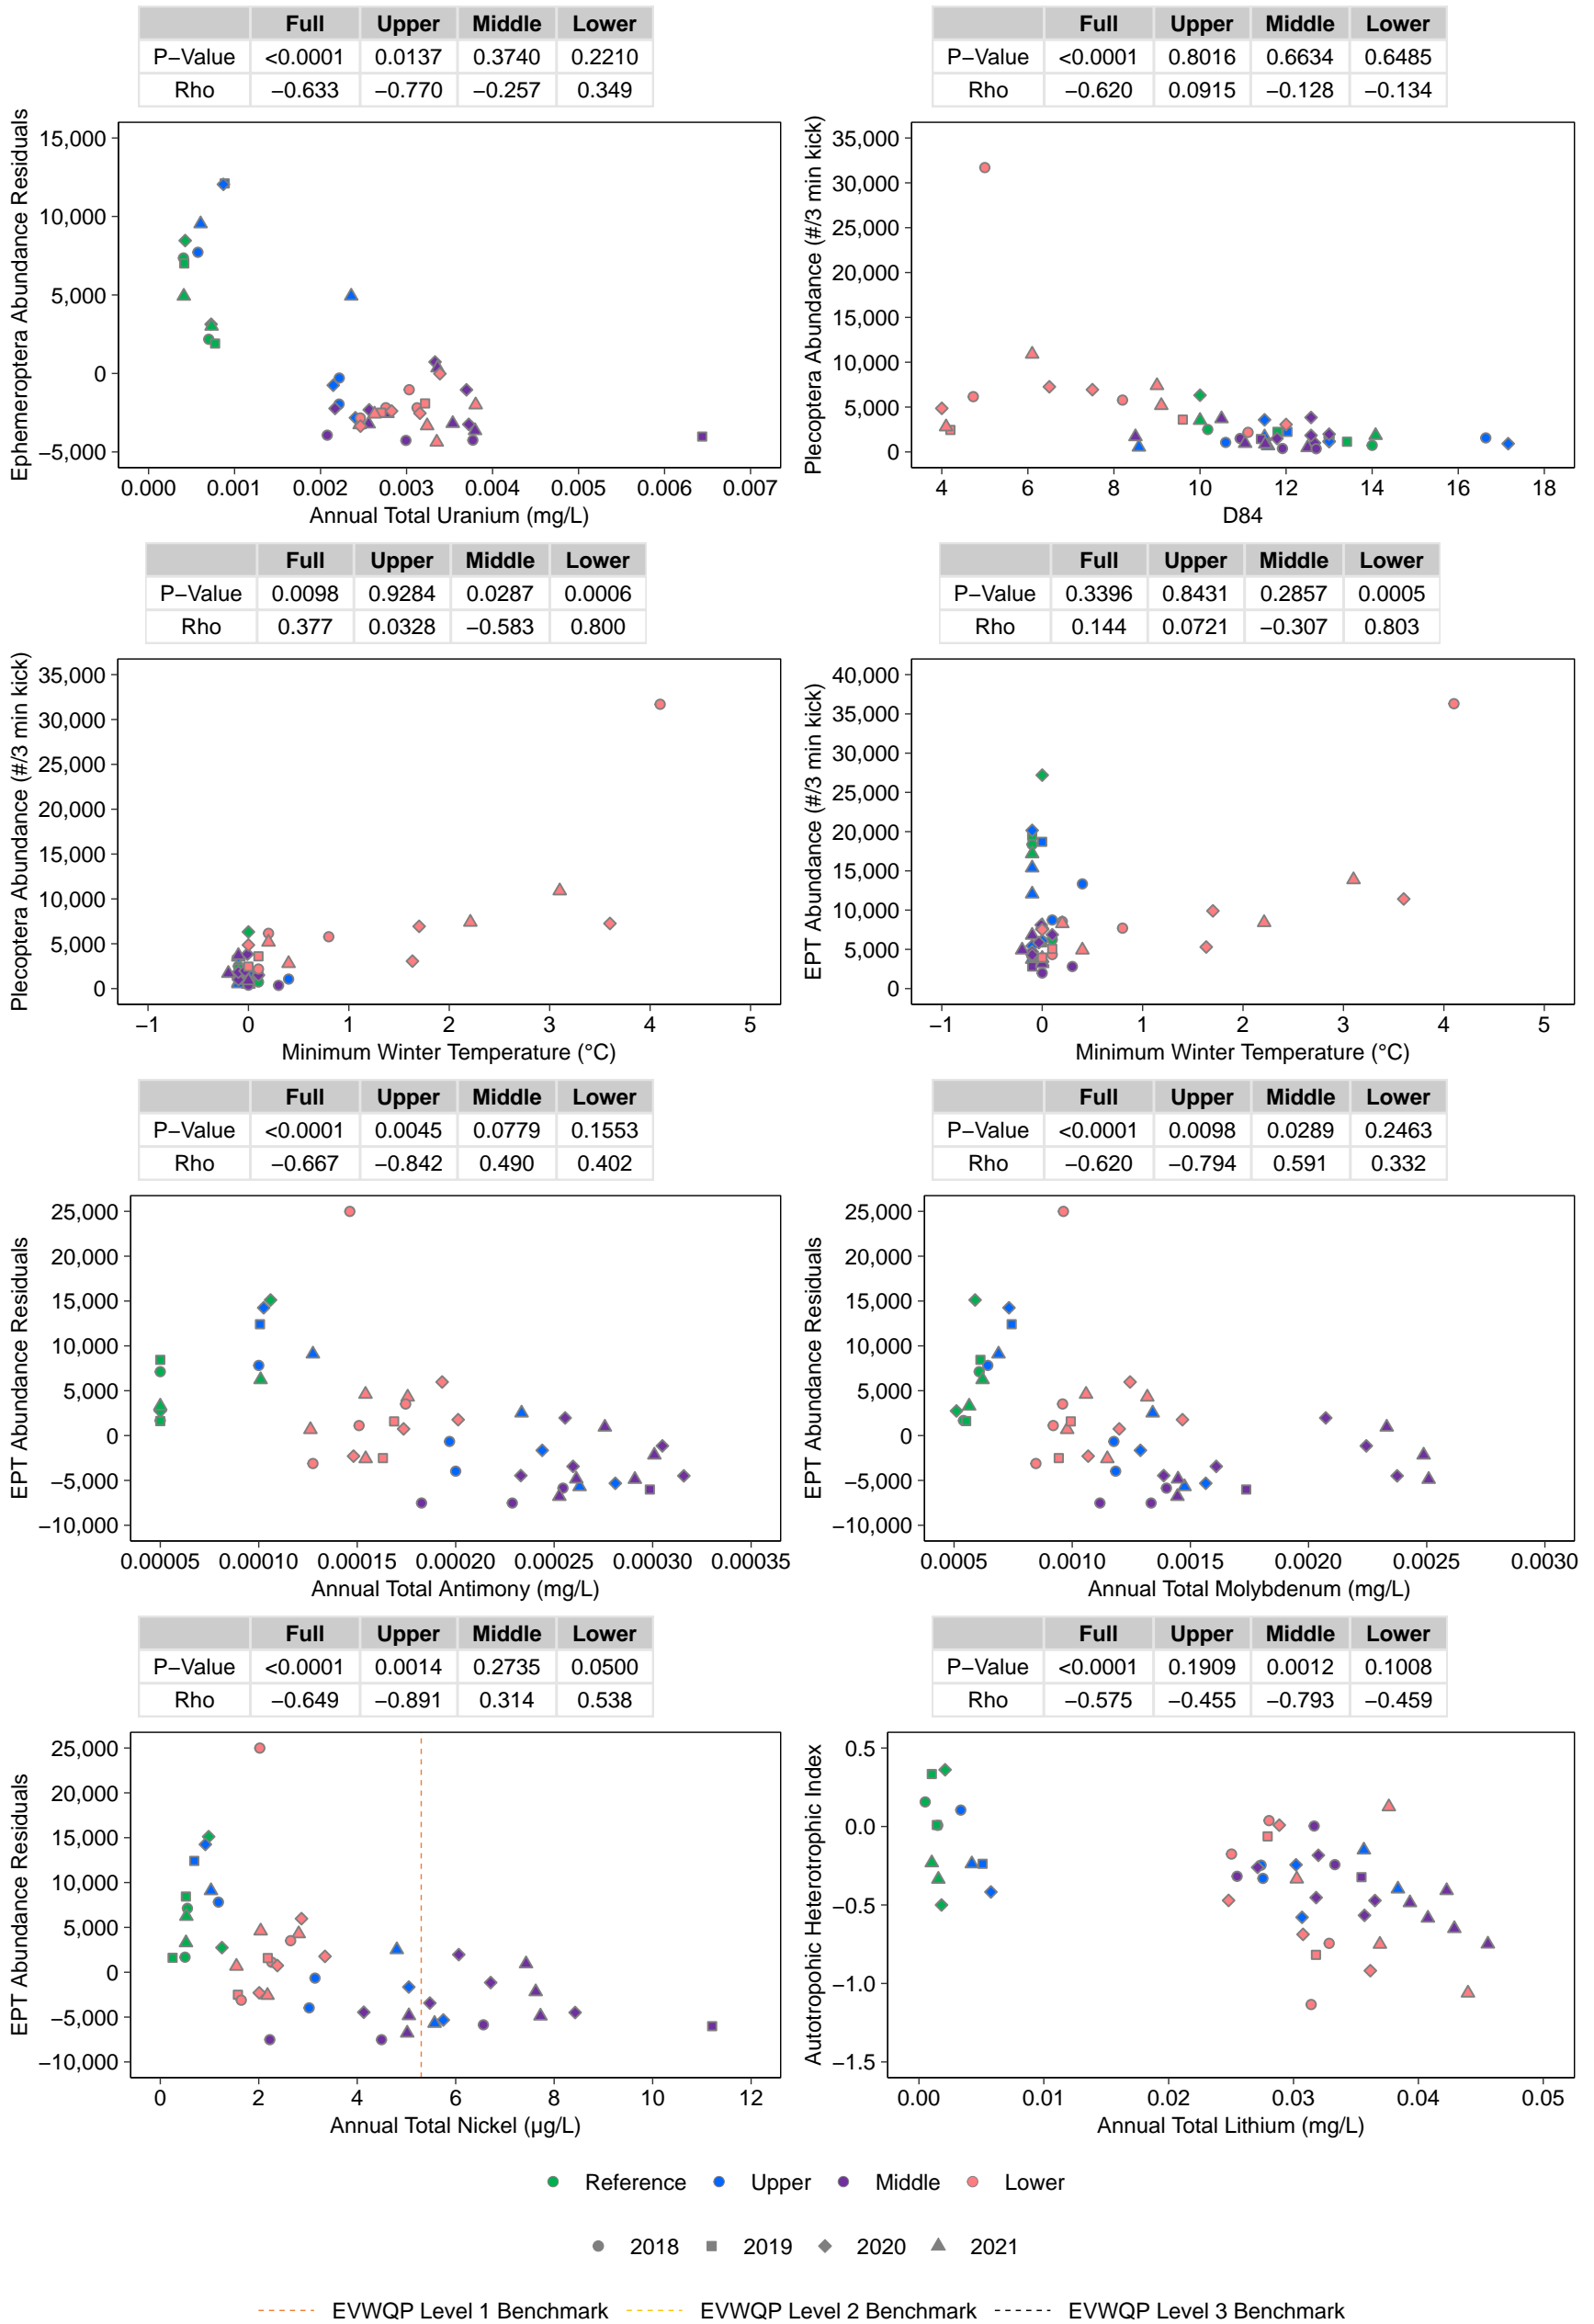 Full Upper Middle Lower
P−Value <0.0001 0.0137 0.3740 0.2210
Rho −0.633 −0.770 −0.257 0.349
15,000
10,000
5,000
0
−5,000
Ephemeroptera Abundance Residuals
0.000 0.001 0.002 0.003 0.004 0.005 0.006 0.007
Annual Total Uranium (mg/L)
Full Upper Middle Lower
P−Value <0.0001 0.8016 0.6634 0.6485
Rho −0.620 0.0915 −0.128 −0.134
35,000
30,000
25,000
20,000
15,000
10,000
5,000
0
Plecoptera Abundance (#/3 min kick)
4 6 8 10 12 14 16 18
D84
Full Upper Middle Lower
P−Value 0.0098 0.9284 0.0287 0.0006
Rho 0.377 0.0328 −0.583 0.800
35,000
30,000
25,000
20,000
15,000
10,000
5,000
0
Plecoptera Abundance (#/3 min kick)
−1 0 1 2 3 4 5
Minimum Winter Temperature (°C)
Full Upper Middle Lower
P−Value 0.3396 0.8431 0.2857 0.0005
Rho 0.144 0.0721 −0.307 0.803
40,000
35,000
30,000
25,000
20,000
15,000
10,000
5,000
0
EPT Abundance (#/3 min kick)
−1 0 1 2 3 4 5
Minimum Winter Temperature (°C)
Full Upper Middle Lower
P−Value <0.0001 0.0045 0.0779 0.1553
Rho −0.667 −0.842 0.490 0.402
25,000
20,000
15,000
10,000
5,000
0
−5,000
−10,000
EPT Abundance Residuals
0.00005 0.00010 0.00015 0.00020 0.00025 0.00030 0.00035
Annual Total Antimony (mg/L)
Full Upper Middle Lower
P−Value <0.0001 0.0098 0.0289 0.2463
Rho −0.620 −0.794 0.591 0.332
25,000
20,000
15,000
10,000
5,000
0
−5,000
−10,000
EPT Abundance Residuals
0.0005 0.0010 0.0015 0.0020 0.0025 0.0030
Annual Total Molybdenum (mg/L)
Full Upper Middle Lower
P−Value <0.0001 0.0014 0.2735 0.0500
Rho −0.649 −0.891 0.314 0.538
25,000
20,000
15,000
10,000
5,000
0
−5,000
−10,000
EPT Abundance Residuals
0 2 4 6 8 10 12
Annual Total Nickel (µg/L)
Full Upper Middle Lower
P−Value <0.0001 0.1909 0.0012 0.1008
Rho −0.575 −0.455 −0.793 −0.459
0.5
0.0
−0.5
−1.0
−1.5
Autotropohic Heterotrophic Index
0.00 0.01 0.02 0.03 0.04 0.05
Annual Total Lithium (mg/L)
Reference Upper Middle Lower
2018 2019 2020 2021
EVWQP Level 1 Benchmark EVWQP Level 2 Benchmark EVWQP Level 3 Benchmark